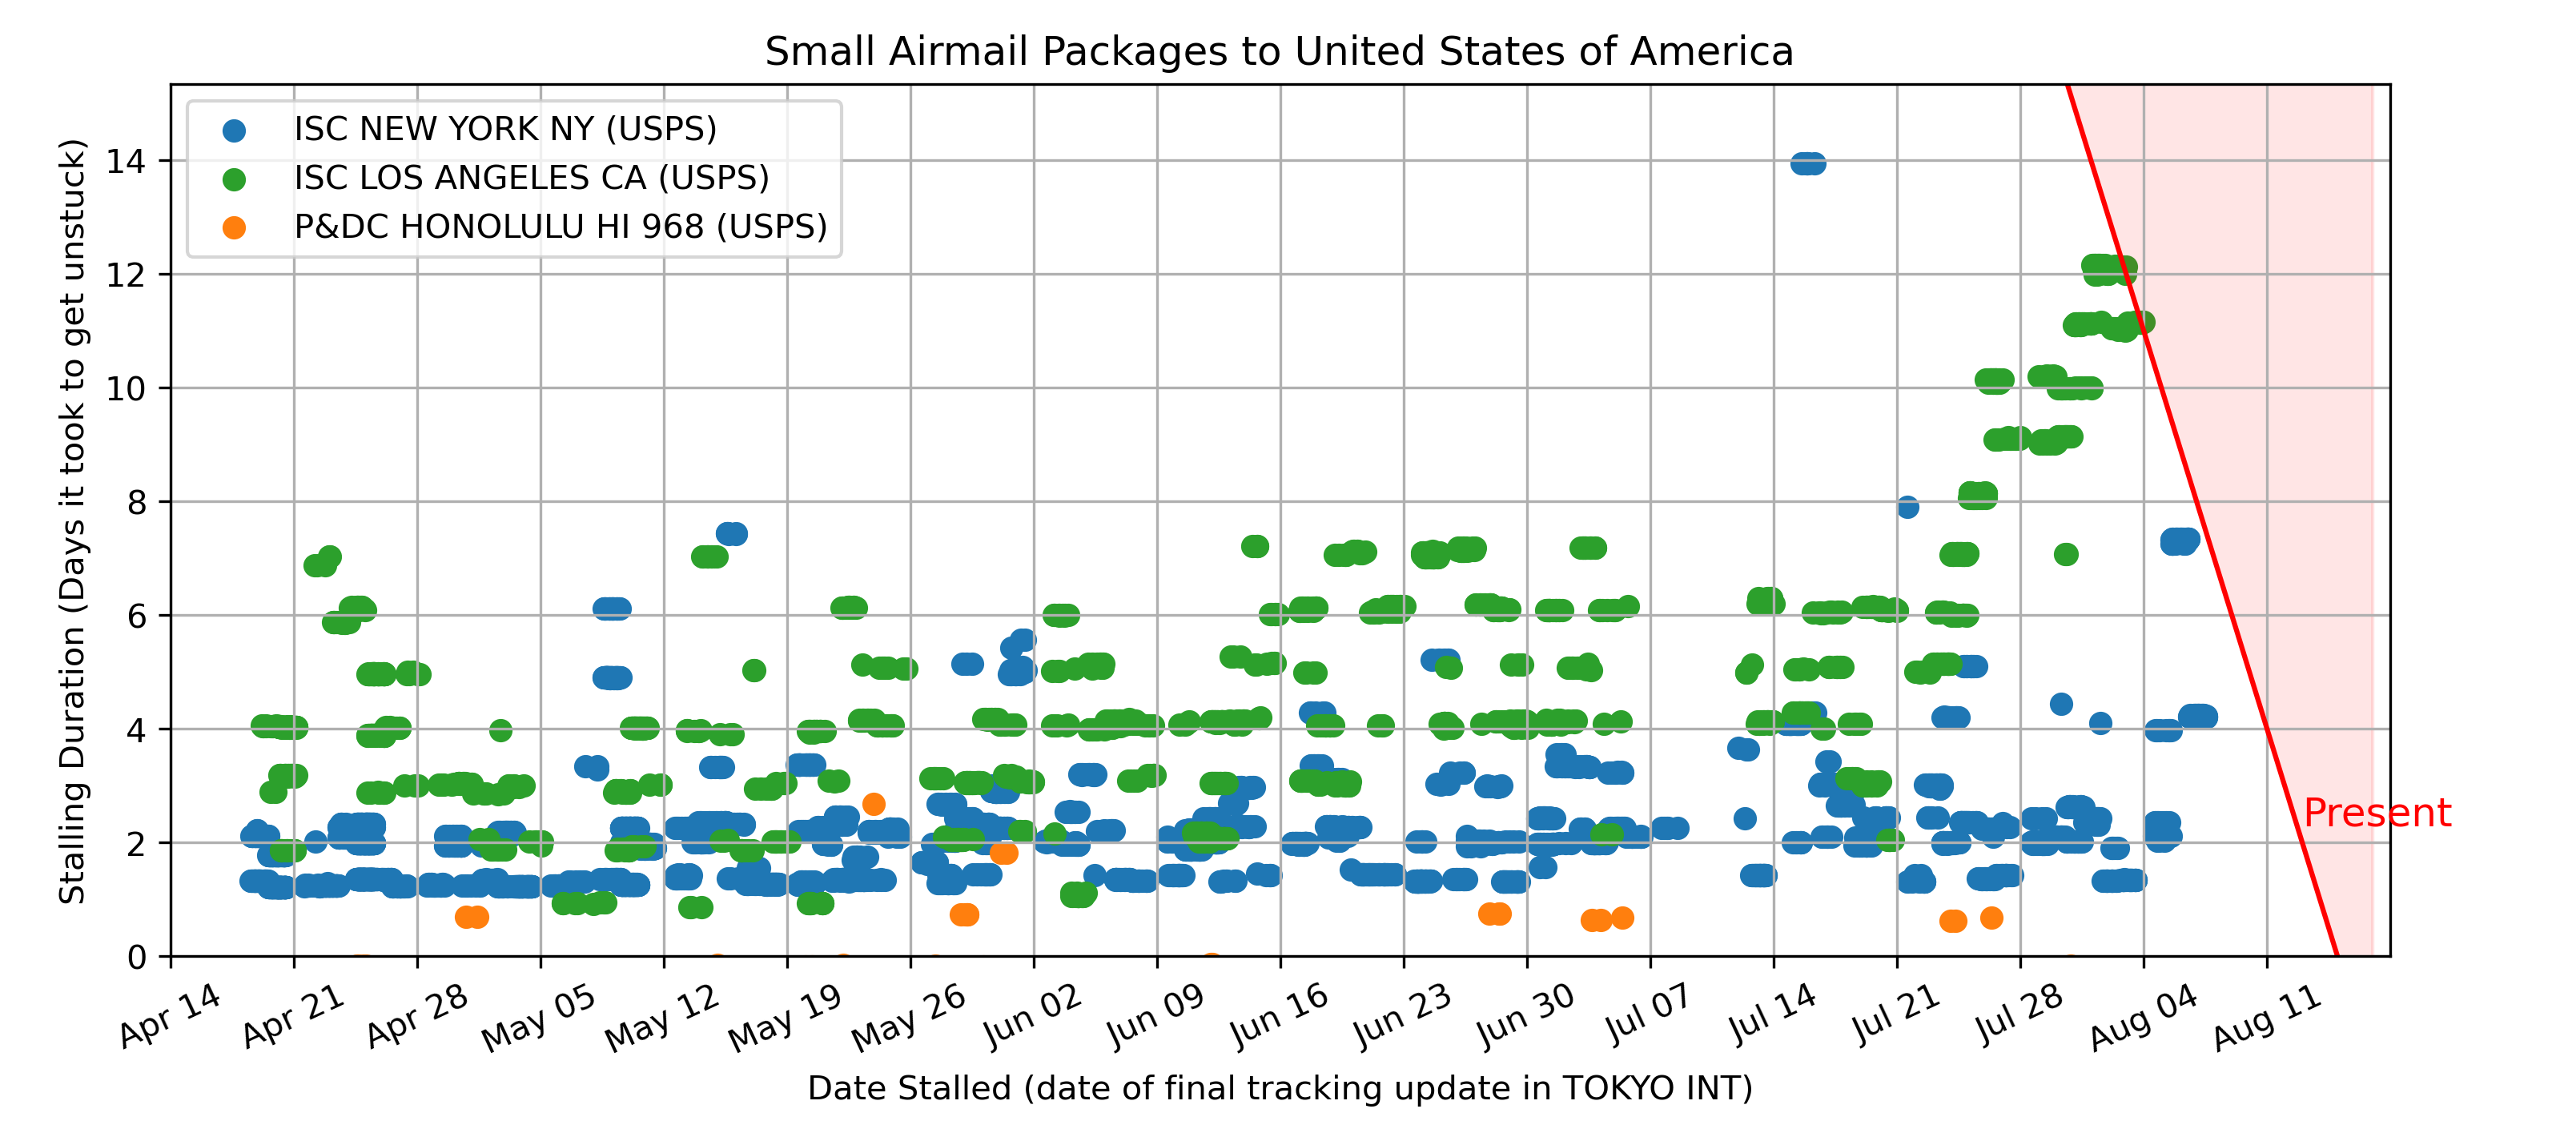 Small Airmail Packages to United States of America
ISC NEW YORK NY (USPS)
ISC LOS ANGELES CA (USPS)
P&DC HONOLULU HI 968 (USPS)
Stalling Duration (Days it took to get unstuck)
14
12
10
8
6
4
2
0
Present
Apr 14
Apr 21
Apr 28
May 05
May 12
May 19
May 26
Jun 02
Jun 09
Jun 16
Jun 23
Jun 30
Jul 07
Jul 14
Jul 21
Jul 28
Aug 04
Aug 11
Date Stalled (date of final tracking update in TOKYO INT)